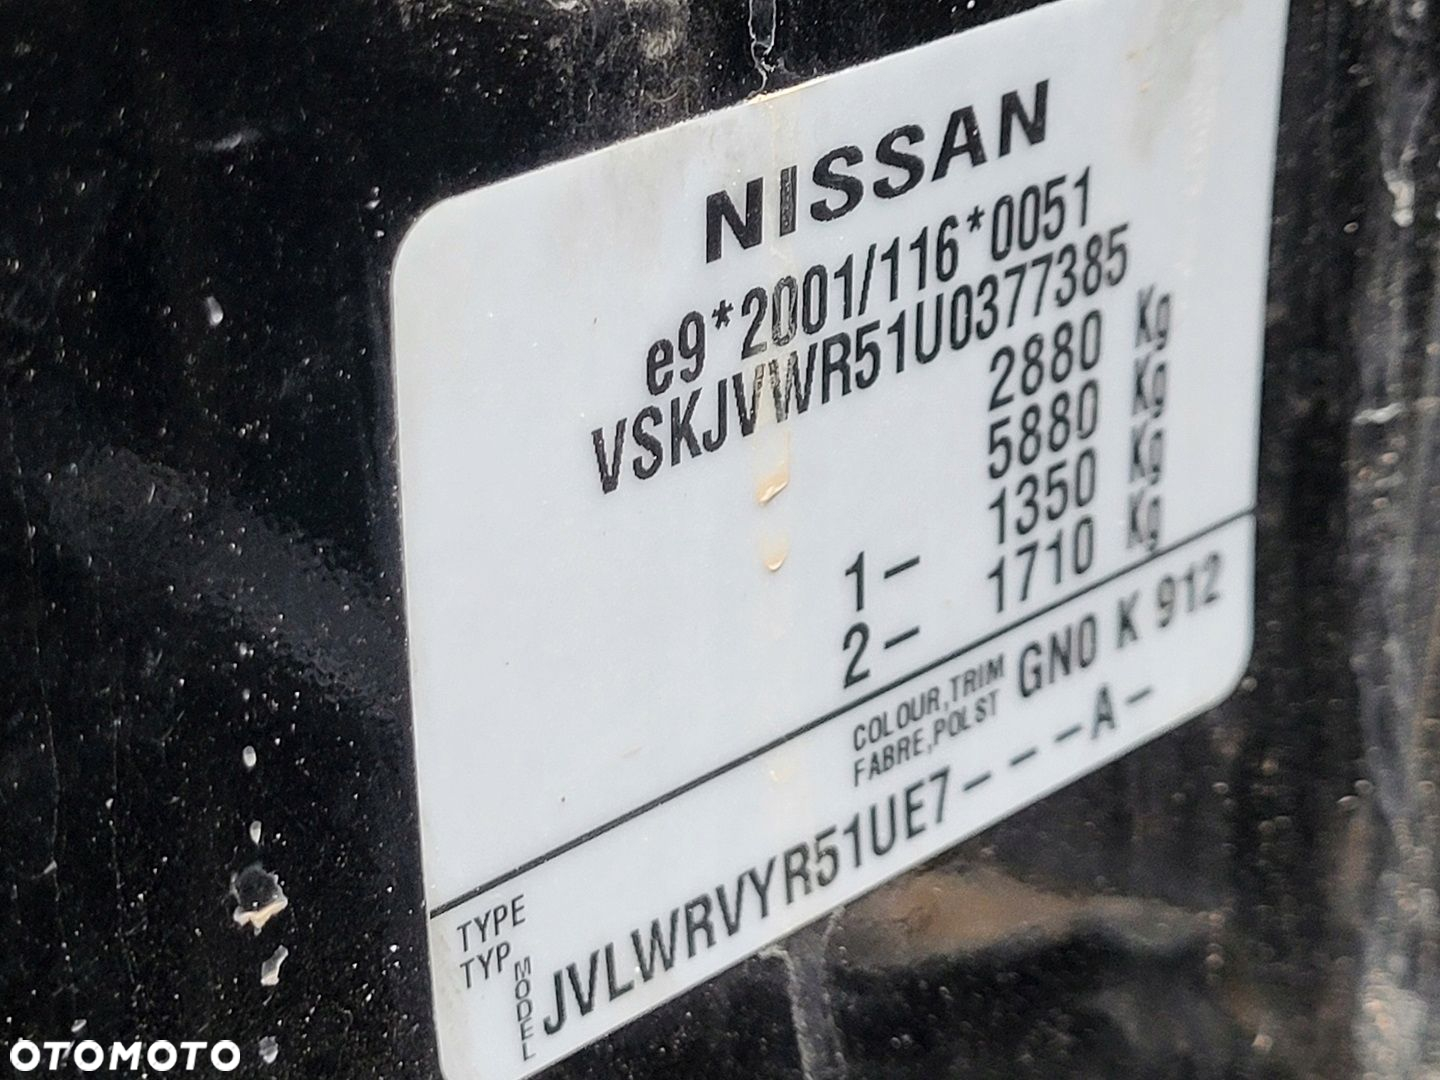 NISSAN
e9*2001/116*0051
VSKJVWR51U0377385
2880 Kg
5880 Kg
1- 1350 Kg
2- 1710 Kg
COLOUR,TRIM GN0 K 912
FABRE,POLST
TYPE
TYP
MODEL
JVLWRVYR51UE7---A-
OTOMOTO